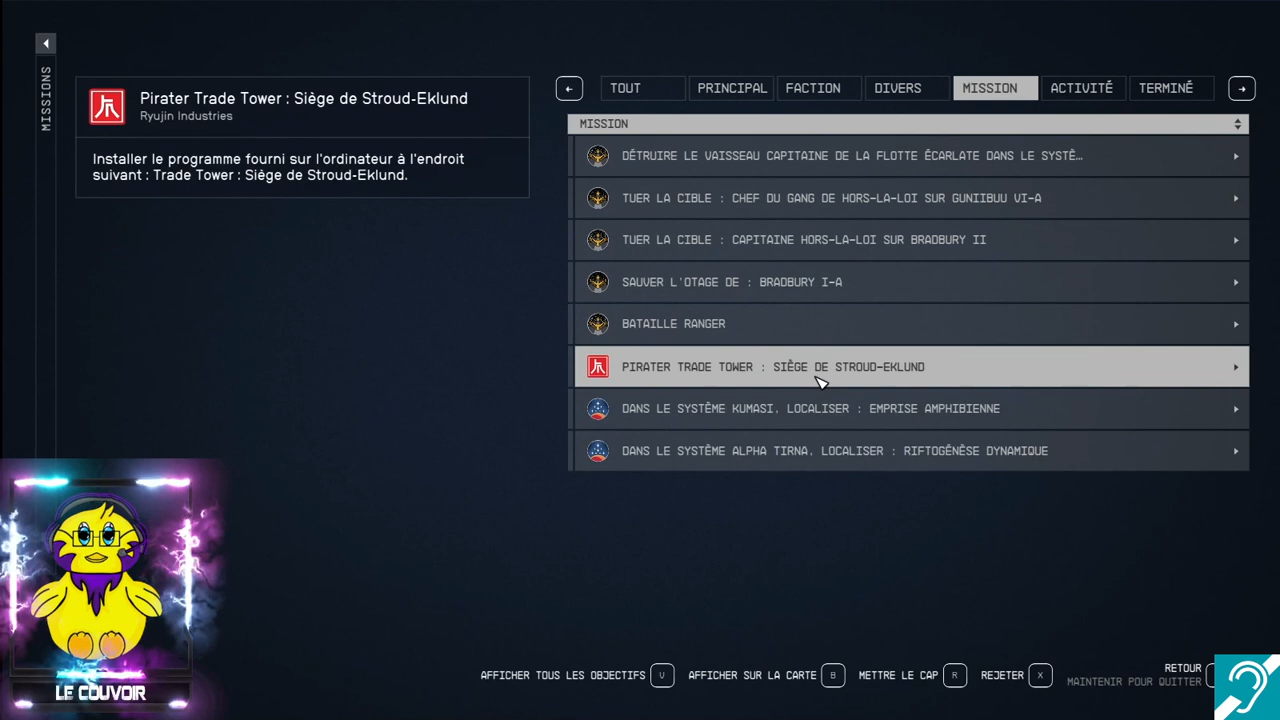 MISSIONS
Pirater Trade Tower : Siège de Stroud-Eklund
Ryujin Industries
Installer le programme fourni sur l'ordinateur à l'endroit
suivant : Trade Tower : Siège de Stroud-Eklund.
TOUT PRINCIPAL FACTION DIVERS MISSION ACTIVITÉ TERMINÉ
MISSION
DÉTRUIRE LE VAISSEAU CAPITAINE DE LA FLOTTE ÉCARLATE DANS LE SYSTÈ…
TUER LA CIBLE : CHEF DU GANG DE HORS-LA-LOI SUR GUNIIBUU VI-A
TUER LA CIBLE : CAPITAINE HORS-LA-LOI SUR BRADBURY II
SAUVER L'OTAGE DE : BRADBURY I-A
BATAILLE RANGER
PIRATER TRADE TOWER : SIÈGE DE STROUD-EKLUND
DANS LE SYSTÈME KUMASI, LOCALISER : EMPRISE AMPHIBIENNE
DANS LE SYSTÈME ALPHA TIRNA, LOCALISER : RIFTOGÉNÈSE DYNAMIQUE
AFFICHER TOUS LES OBJECTIFS V AFFICHER SUR LA CARTE B METTRE LE CAP R REJETER X RETOUR
MAINTENIR POUR QUITTER
LE COUVOIR